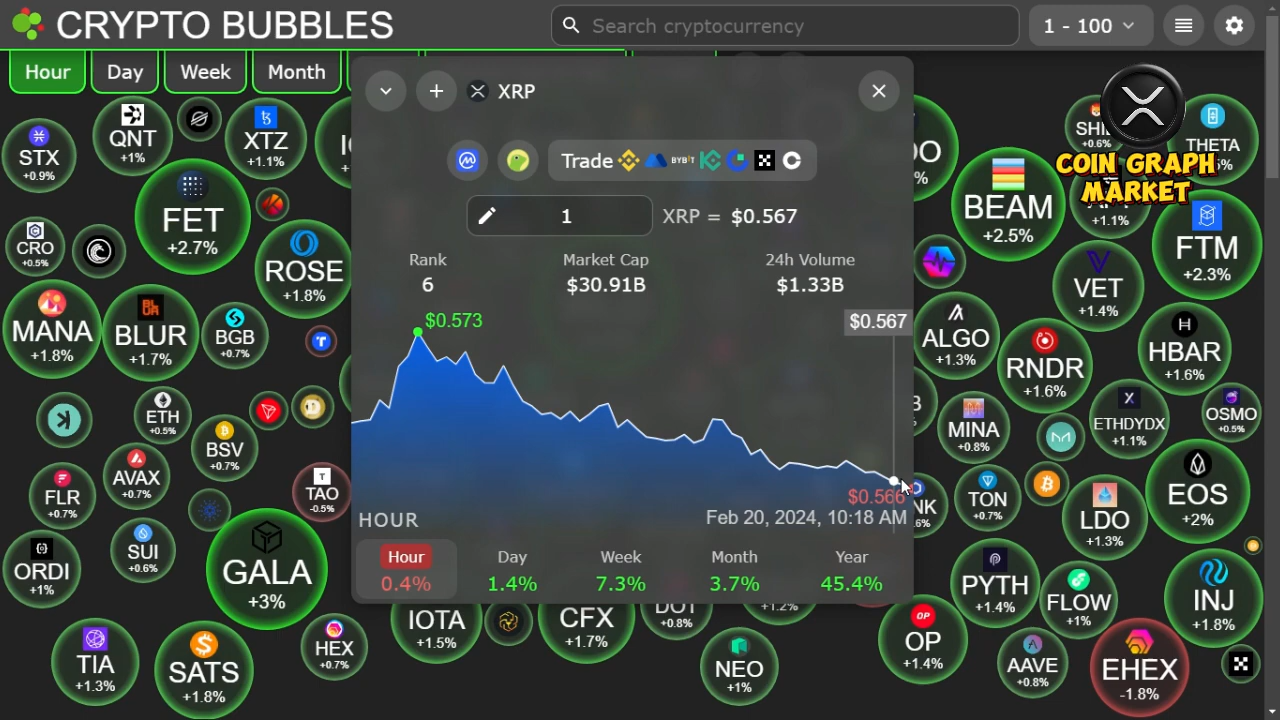 CRYPTO BUBBLES
Search cryptocurrency
1 - 100
Hour
Day
Week
Month
XRP
Trade
BYBIT
1
XRP = $0.567
Rank
Market Cap
24h Volume
6
$30.91B
$1.33B
$0.573
$0.567
$0.566
Feb 20, 2024, 10:18 AM
HOUR
Hour
Day
Week
Month
Year
0.4%
1.4%
7.3%
3.7%
45.4%
COIN GRAPH
MARKET
STX
+0.9%
QNT
+1%
XTZ
+1.1%
FET
+2.7%
CRO
+0.5%
ROSE
+1.8%
MANA
+1.8%
BLUR
+1.7%
BGB
+0.7%
ETH
+0.5%
BSV
+0.7%
AVAX
+0.7%
FLR
+0.7%
TAO
-0.5%
SUI
+0.6%
ORDI
+1%
GALA
+3%
TIA
+1.3%
SATS
+1.8%
HEX
+0.7%
IOTA
+1.5%
CFX
+1.7%
DOT
+0.8%
+1.2%
NEO
+1%
OP
OP
+1.4%
AAVE
+0.8%
EHEX
-1.8%
BEAM
+2.5%
+0.6%
THETA
+1.1%
FTM
+2.3%
VET
+1.4%
ALGO
+1.3%
RNDR
+1.6%
HBAR
+1.6%
MINA
+0.8%
ETHDYDX
+1.1%
OSMO
+0.5%
TON
+0.7%
LDO
+1.3%
EOS
+2%
PYTH
+1.4%
FLOW
+1%
INJ
+1.8%